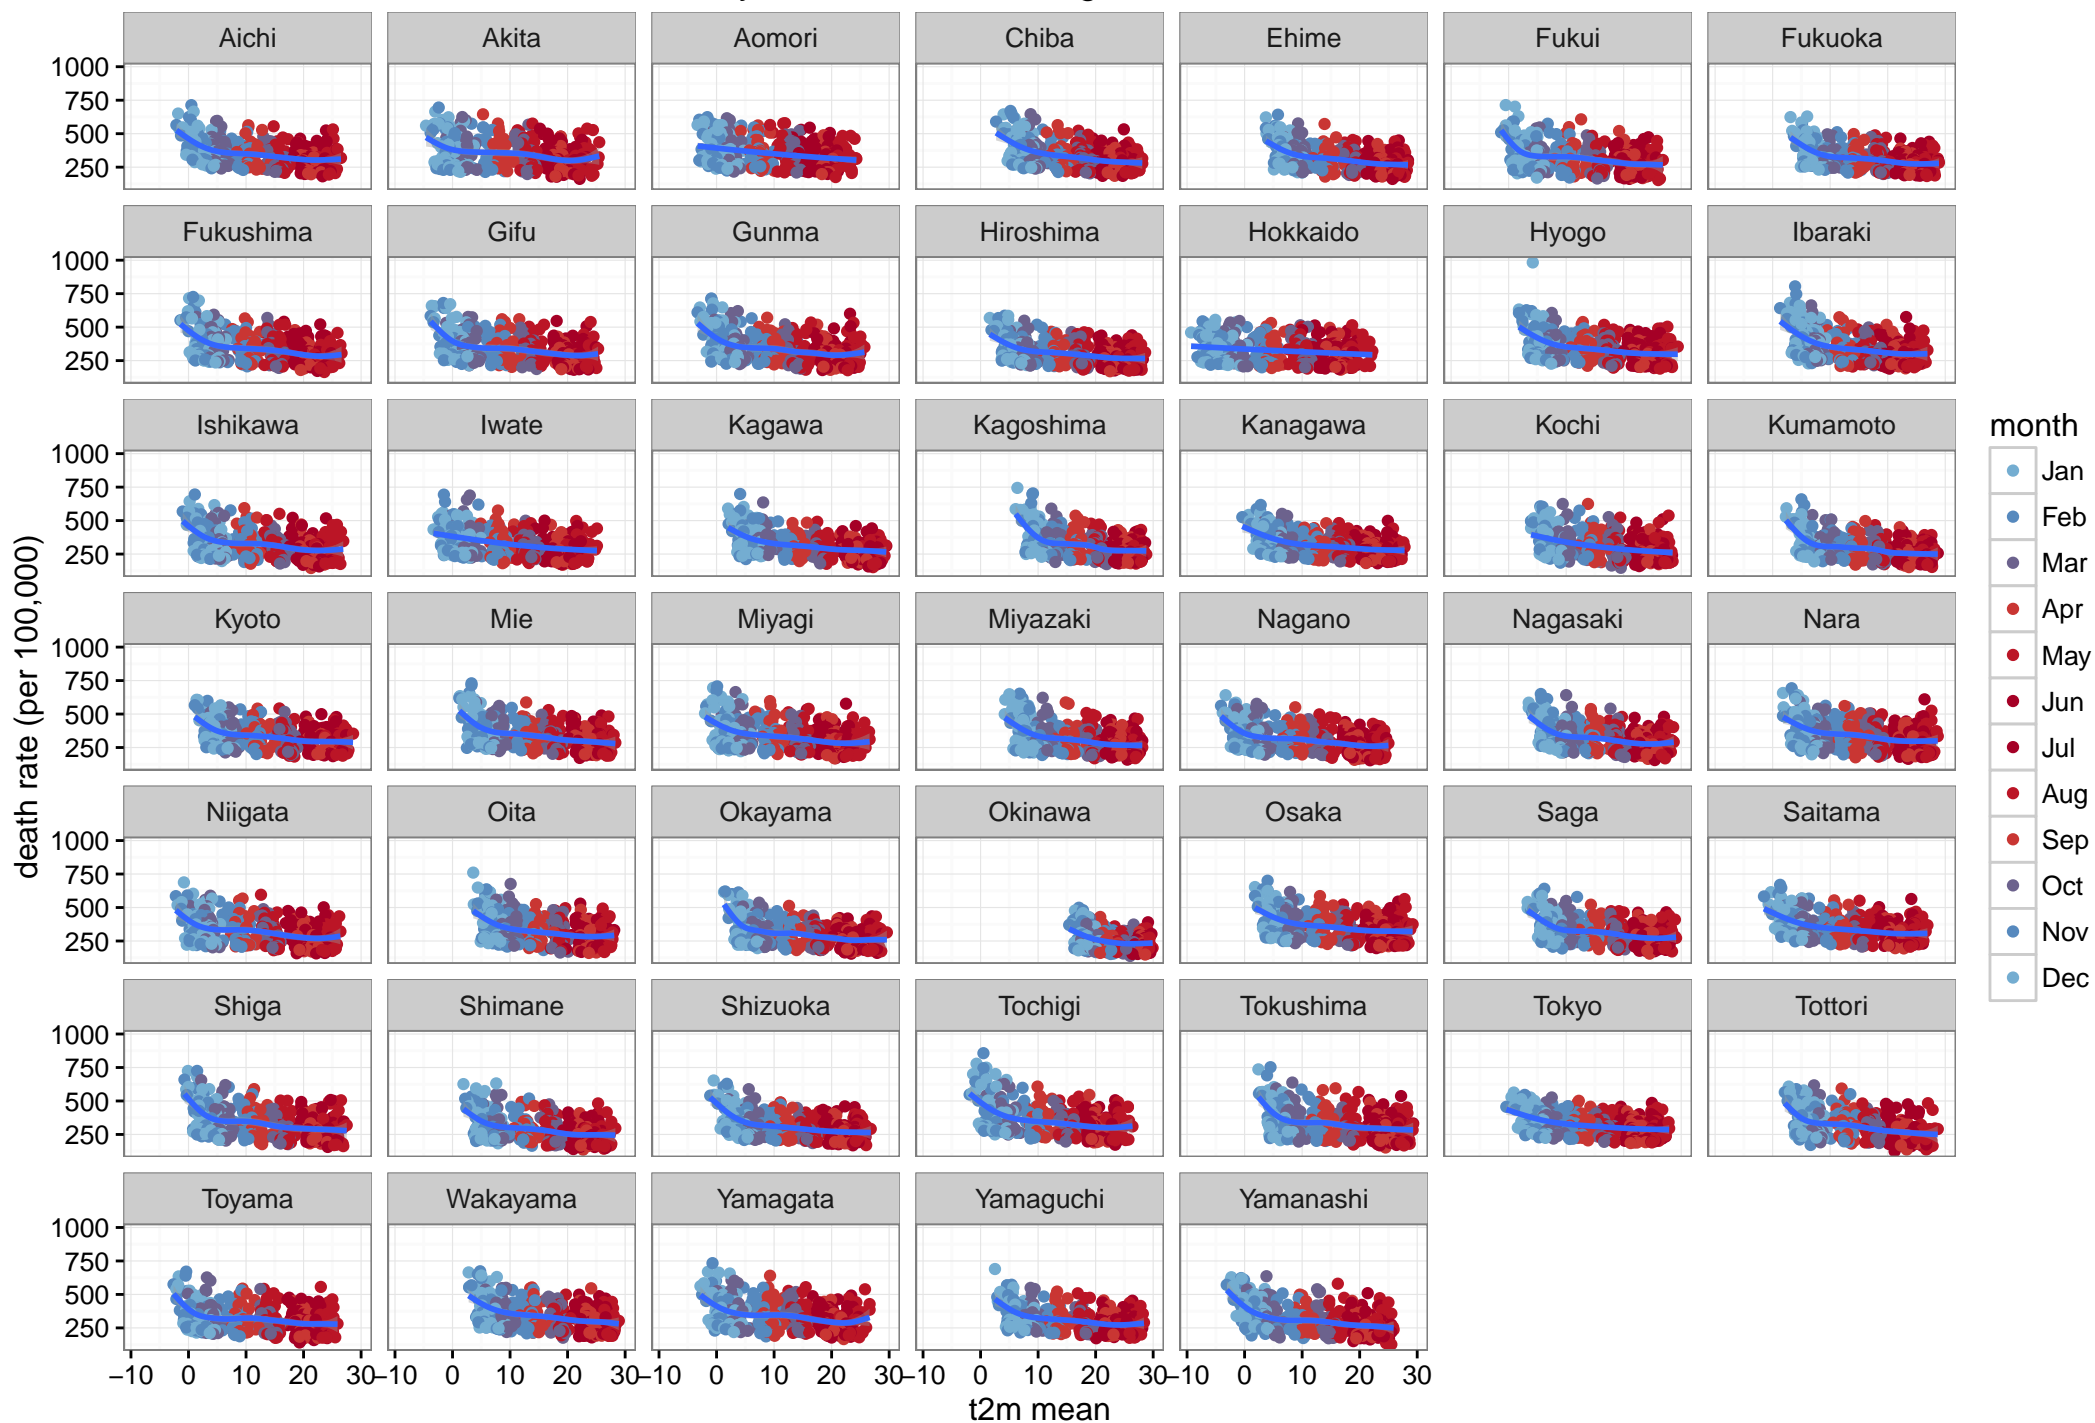 Aichi Akita Aomori Chiba Ehime Fukui Fukuoka
1000
750
500
250
Fukushima Gifu Gunma Hiroshima Hokkaido Hyogo Ibaraki
1000
750
500
250
Ishikawa Iwate Kagawa Kagoshima Kanagawa Kochi Kumamoto
1000
750
500
250
Kyoto Mie Miyagi Miyazaki Nagano Nagasaki Nara
1000
750
500
250
Niigata Oita Okayama Okinawa Osaka Saga Saitama
1000
750
500
250
Shiga Shimane Shizuoka Tochigi Tokushima Tokyo Tottori
1000
750
500
250
Toyama Wakayama Yamagata Yamaguchi Yamanashi
1000
750
500
250
−10 0 10 20 30 −10 0 10 20 30 −10 0 10 20 30 −10 0 10 20 30 −10 0 10 20 30
t2m mean
death rate (per 100,000)
month
Jan
Feb
Mar
Apr
May
Jun
Jul
Aug
Sep
Oct
Nov
Dec